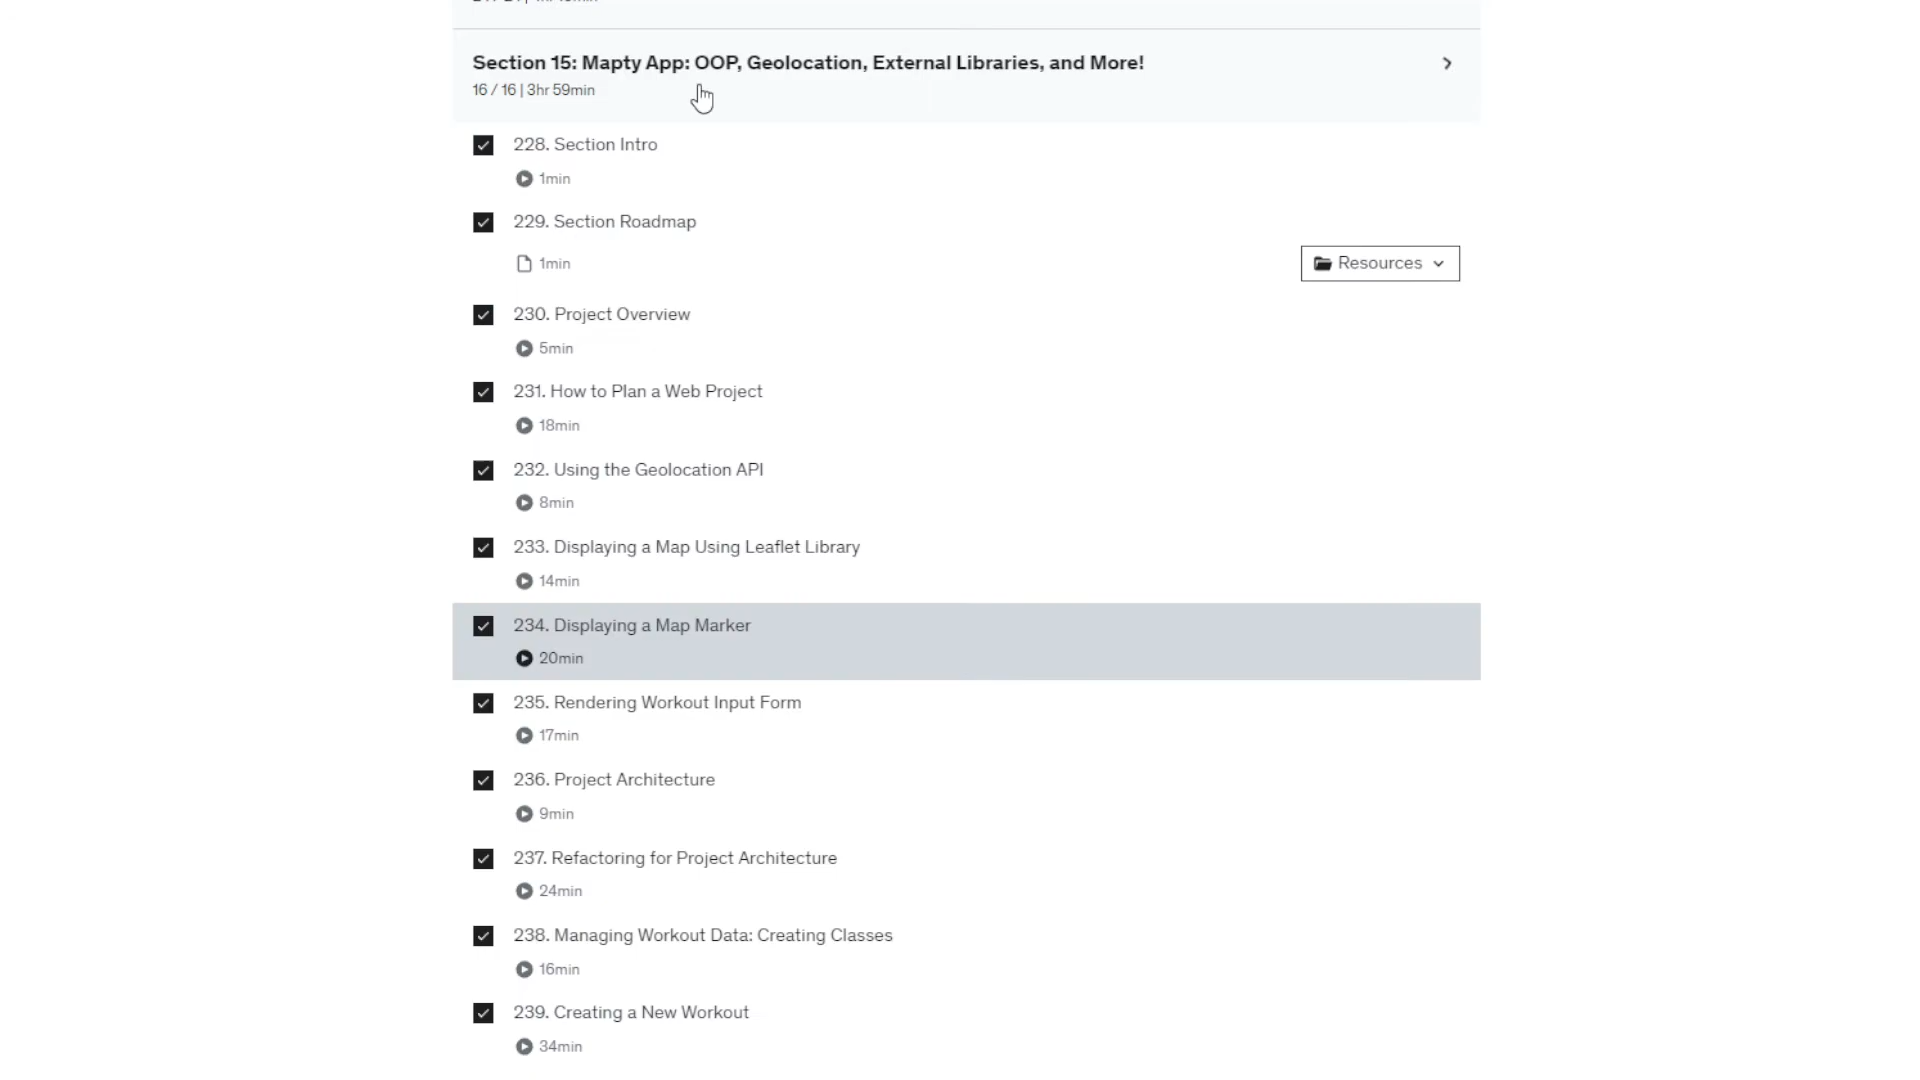 Section 15: Mapty App: OOP, Geolocation, External Libraries, and More!
16 / 16 | 3hr 59min
228. Section Intro
1min
229. Section Roadmap
1min
Resources
230. Project Overview
5min
231. How to Plan a Web Project
18min
232. Using the Geolocation API
8min
233. Displaying a Map Using Leaflet Library
14min
234. Displaying a Map Marker
20min
235. Rendering Workout Input Form
17min
236. Project Architecture
9min
237. Refactoring for Project Architecture
24min
238. Managing Workout Data: Creating Classes
16min
239. Creating a New Workout
34min